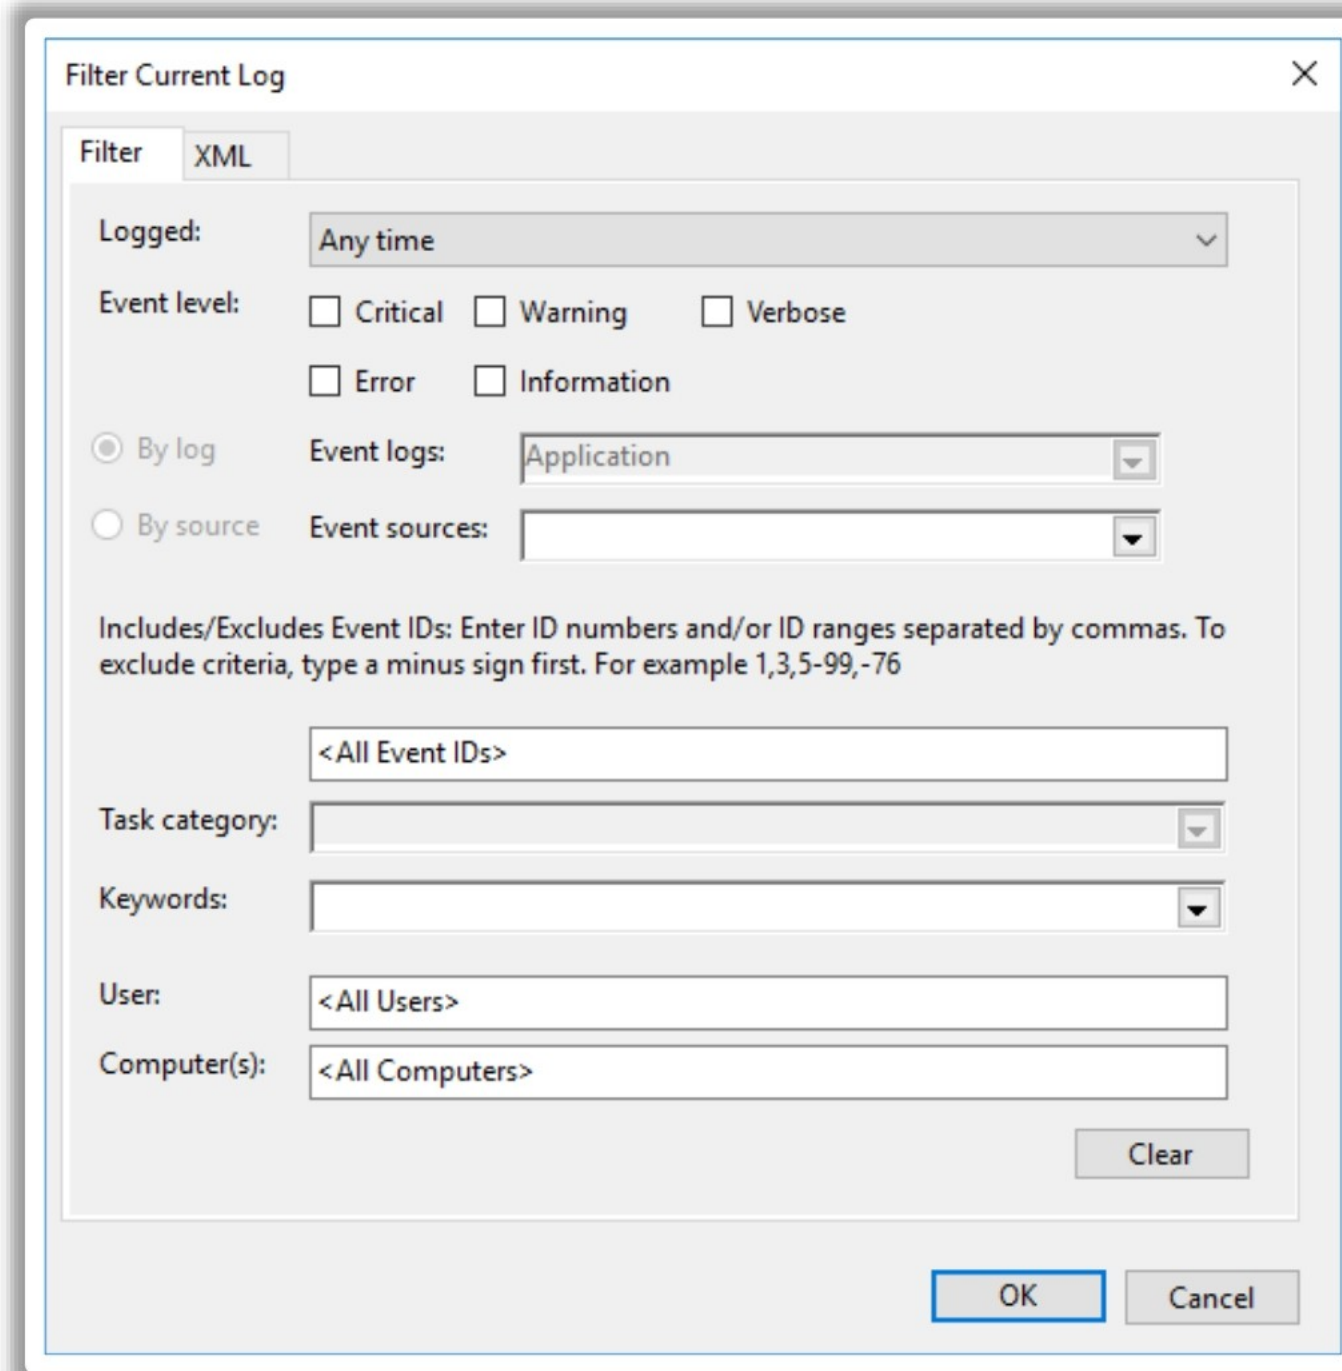 Filter Current Log
Filter XML
Logged: Any time
Event level: Critical Warning Verbose
Error Information
By log Event logs: Application
By source Event sources:
Includes/Excludes Event IDs: Enter ID numbers and/or ID ranges separated by commas. To
exclude criteria, type a minus sign first. For example 1,3,5-99,-76
<All Event IDs>
Task category:
Keywords:
User: <All Users>
Computer(s): <All Computers>
Clear
OK Cancel